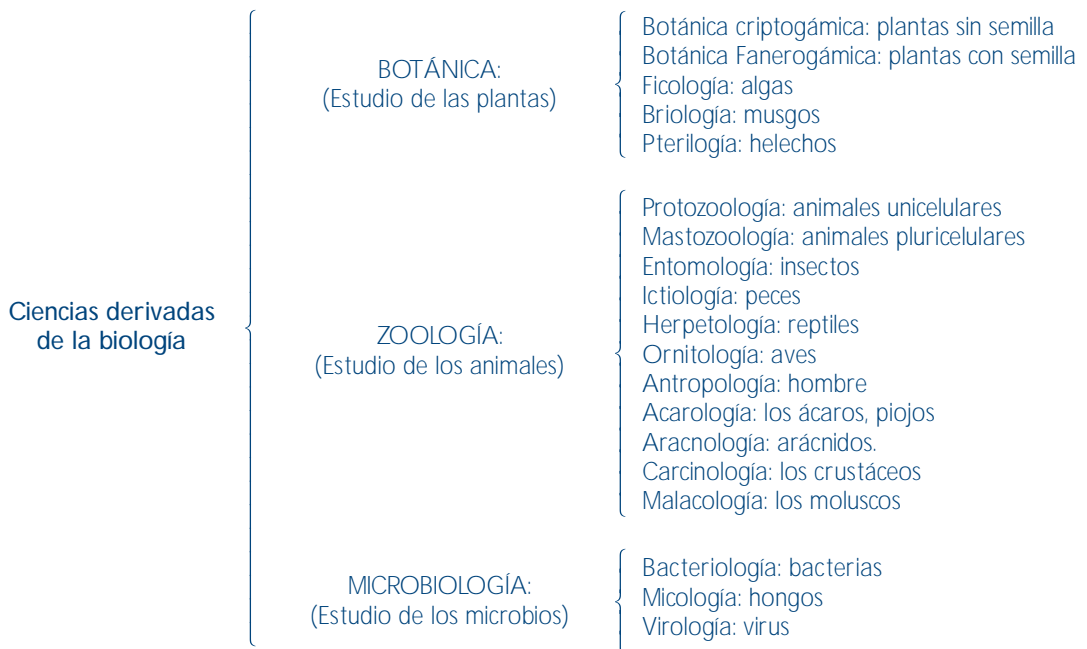 Ciencias derivadas
de la biología
BOTÁNICA:
(Estudio de las plantas)
Botánica criptogámica: plantas sin semilla
Botánica Fanerogámica: plantas con semilla
Ficología: algas
Briología: musgos
Pterilogía: helechos
ZOOLOGÍA:
(Estudio de los animales)
Protozoología: animales unicelulares
Mastozoología: animales pluricelulares
Entomología: insectos
Ictiología: peces
Herpetología: reptiles
Ornitología: aves
Antropología: hombre
Acarología: los ácaros, piojos
Aracnología: arácnidos.
Carcinología: los crustáceos
Malacología: los moluscos
MICROBIOLOGÍA:
(Estudio de los microbios)
Bacteriología: bacterias
Micología: hongos
Virología: virus